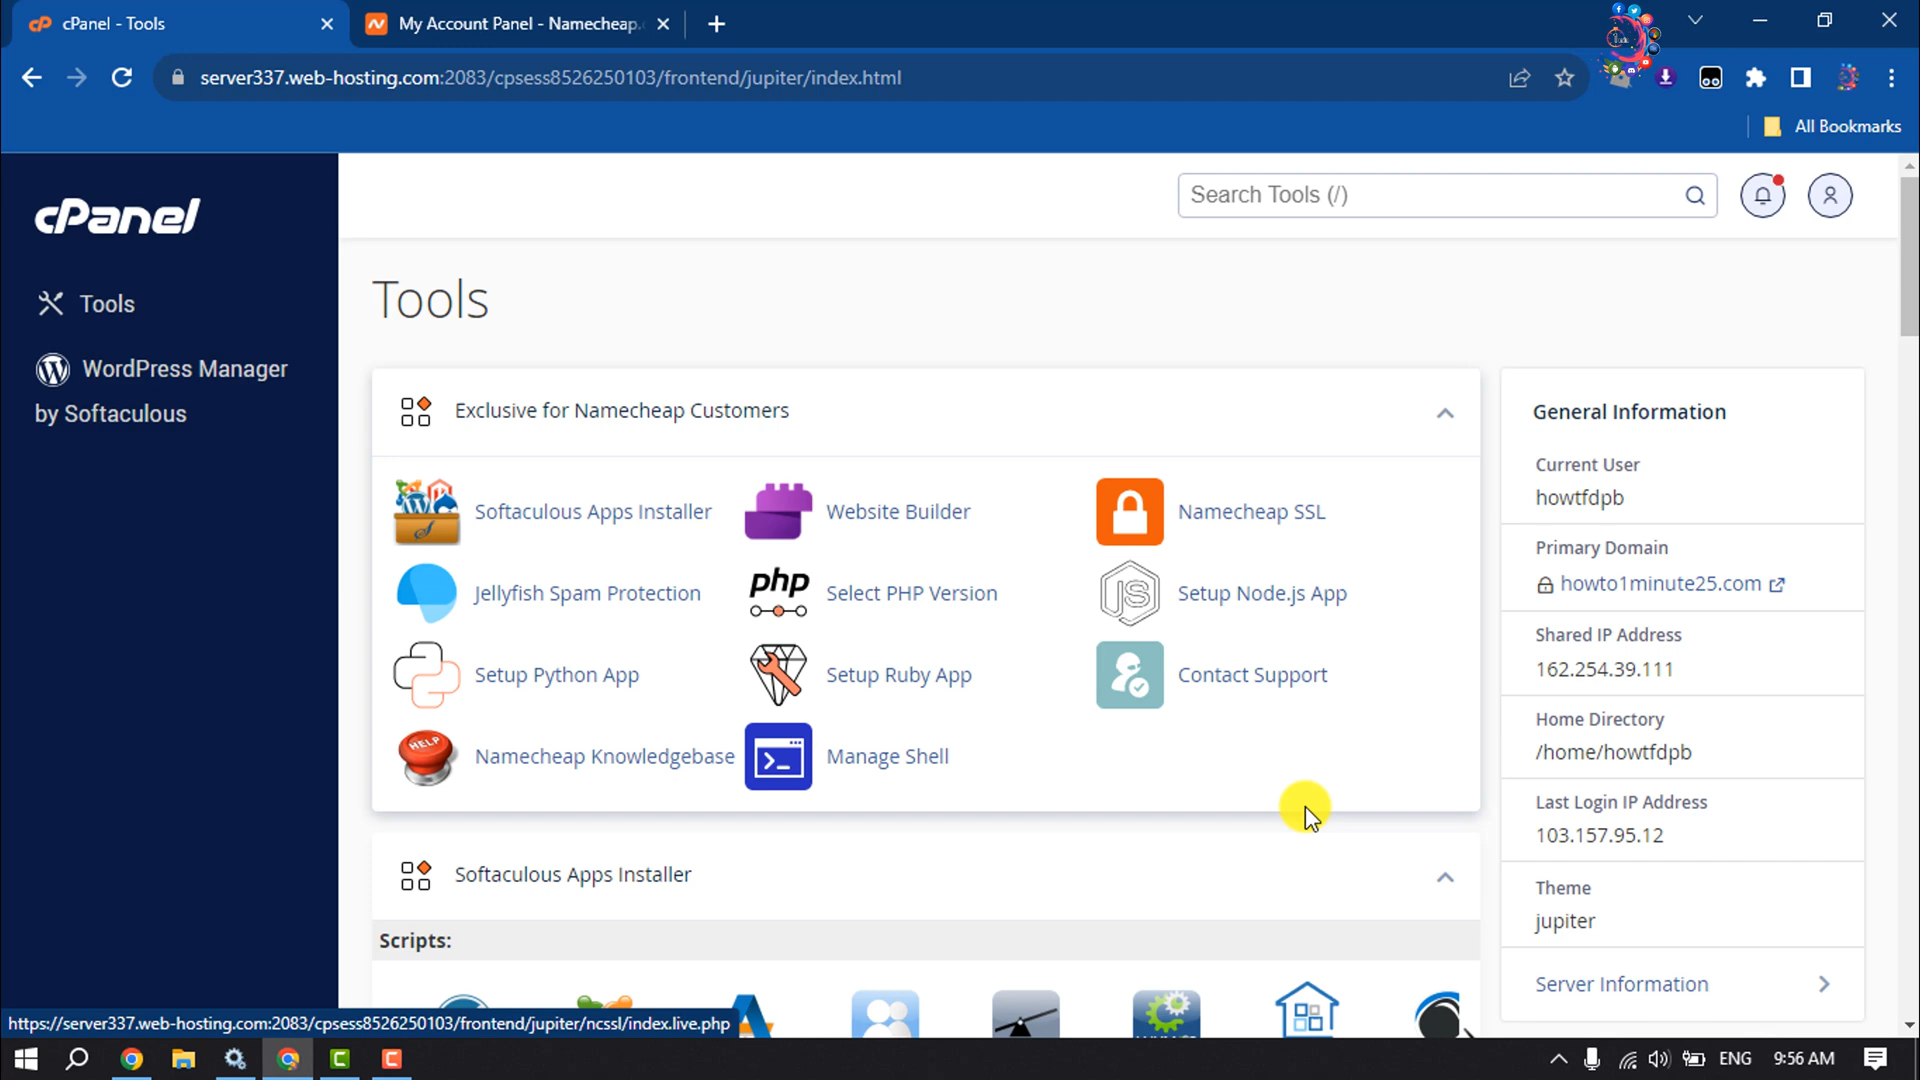 cPanel - Tools
My Account Panel - Namecheap.
server337.web-hosting.com:2083/cpsess8526250103/frontend/jupiter/index.html
All Bookmarks
cPanel
Search Tools (/)
Tools
WordPress Manager
by Softaculous
Tools
Exclusive for Namecheap Customers
Softaculous Apps Installer
Website Builder
Namecheap SSL
Jellyfish Spam Protection
php
Select PHP Version
JS
Setup Node.js App
Setup Python App
Setup Ruby App
Contact Support
HELP
Namecheap Knowledgebase
Manage Shell
Softaculous Apps Installer
Scripts:
General Information
Current User
howtfdpb
Primary Domain
howto1minute25.com
Shared IP Address
162.254.39.111
Home Directory
/home/howtfdpb
Last Login IP Address
103.157.95.12
Theme
jupiter
Server Information
https://server337.web-hosting.com:2083/cpsess8526250103/frontend/jupiter/ncssl/index.live.php
ENG
9:56 AM